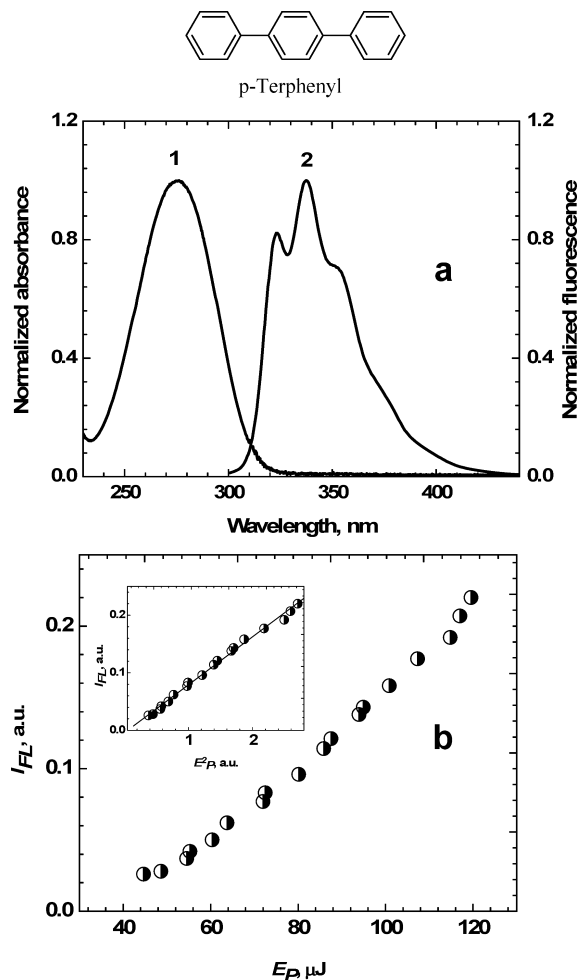 p-Terphenyl
1.2 1.2
1 2
0.8 0.8
a
0.4 0.4
0.0 0.0
250 300 350 400
Normalized absorbance
Normalized fluorescence
Wavelength, nm
0.2
0.1
0.0
1 2
I_FL, a.u.
E²_P, a.u.
b
0.2
0.1
0.0
40 60 80 100 120
I_FL, a.u.
E_P, μJ